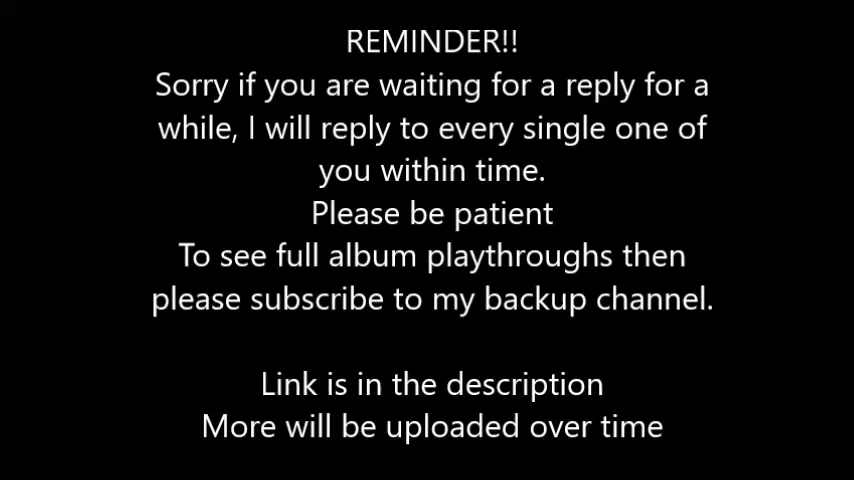 REMINDER!!
Sorry if you are waiting for a reply for a
while, I will reply to every single one of
you within time.
Please be patient
To see full album playthroughs then
please subscribe to my backup channel.
Link is in the description
More will be uploaded over time